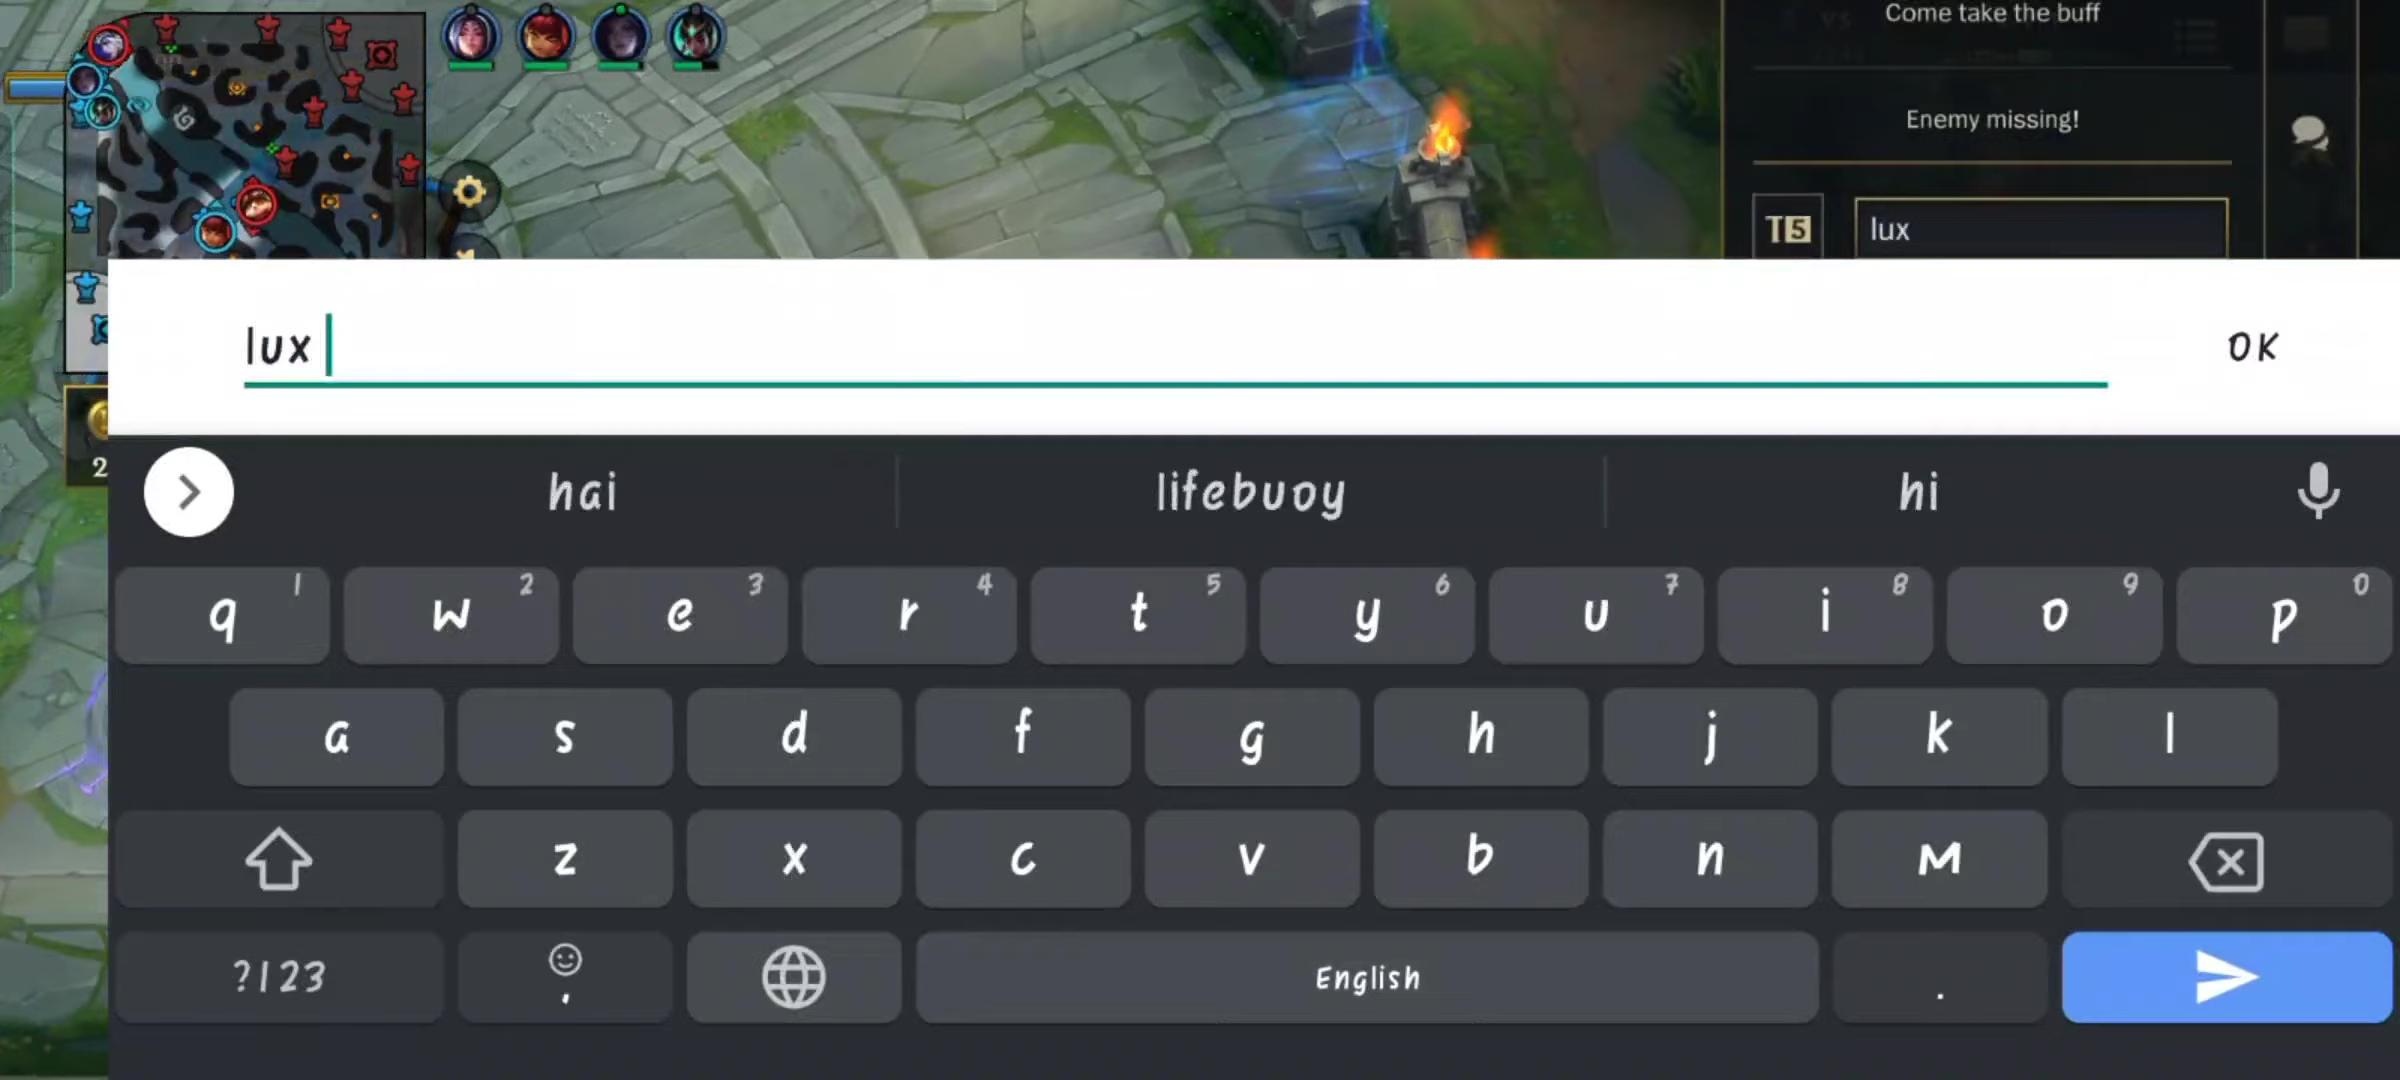 Come take the buff
Enemy missing!
T5
lux
lux
OK
2
hai
lifebuoy
hi
q 1 w 2 e 3 r 4 t 5 y 6 u 7 i 8 o 9 p 0
a s d f g h j k l
z x c v b n m
?123 , English .